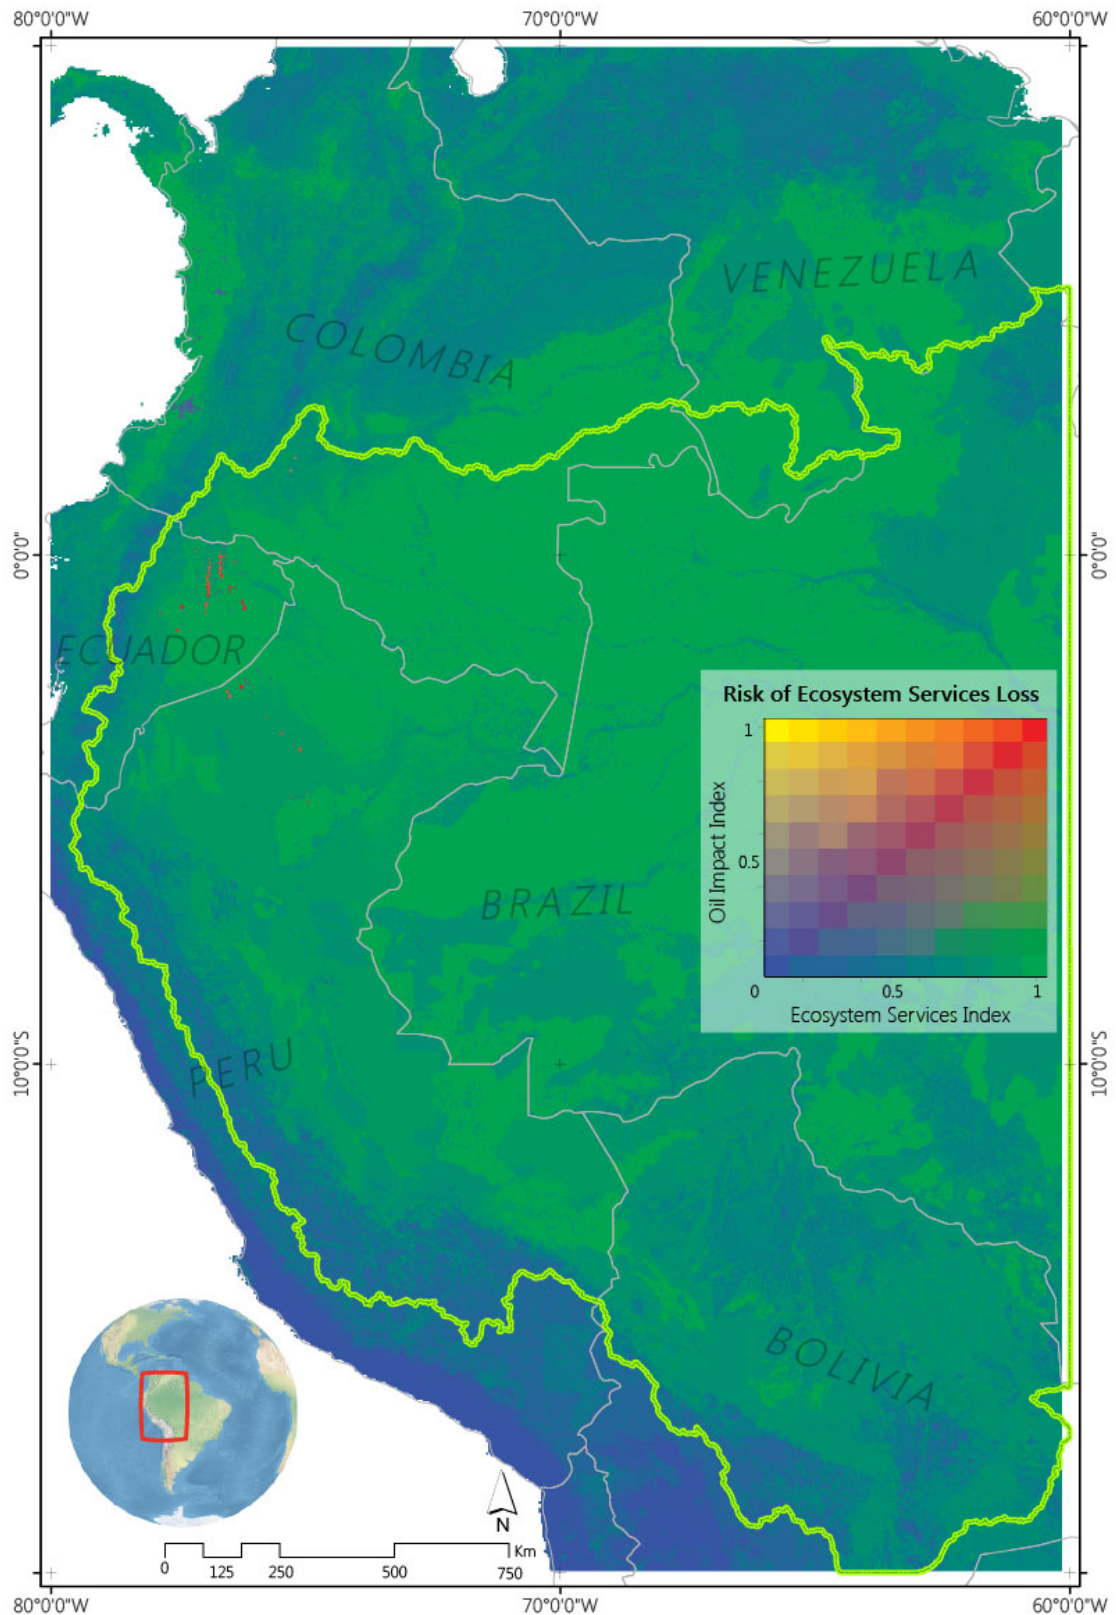 80°0'0"W 70°0'0"W 60°0'0"W
VENEZUELA
COLOMBIA
0°0'0" 0°0'0"
ECUADOR
Risk of Ecosystem Services Loss
1
Oil Impact Index
0.5
0 0.5 1
Ecosystem Services Index
BRAZIL
10°0'0"S 10°0'0"S
PERU
BOLIVIA
N
Km
0 125 250 500 750
80°0'0"W 70°0'0"W 60°0'0"W